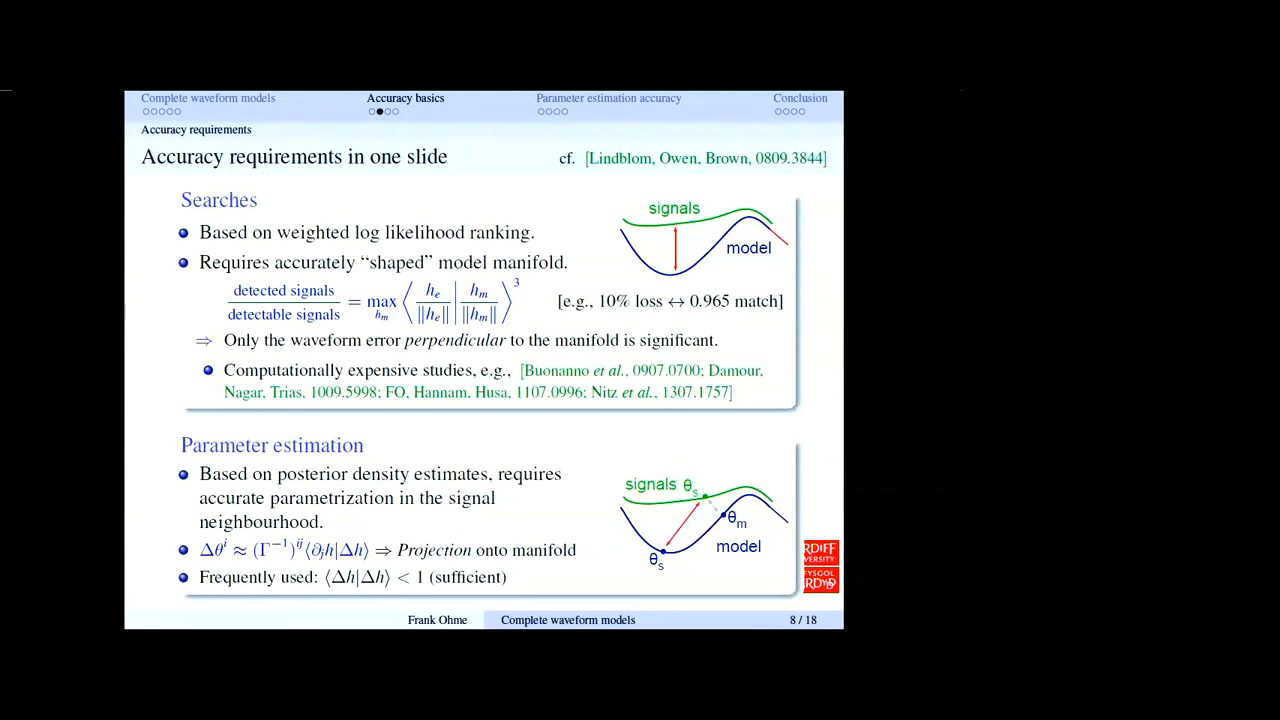 Complete waveform models Accuracy basics Parameter estimation accuracy Conclusion
Accuracy requirements
Accuracy requirements in one slide cf. [Lindblom, Owen, Brown, 0809.3844]
Searches
Based on weighted log likelihood ranking.
Requires accurately “shaped” model manifold.
signals
model
detected signals / detectable signals = max_{h_m} ⟨ h_e / ‖h_e‖ | h_m / ‖h_m‖ ⟩^3 [e.g., 10% loss ↔ 0.965 match]
⇒ Only the waveform error perpendicular to the manifold is significant.
Computationally expensive studies, e.g., [Buonanno et al., 0907.0700; Damour,
Nagar, Trias, 1009.5998; FO, Hannam, Husa, 1107.0996; Nitz et al., 1307.1757]
Parameter estimation
Based on posterior density estimates, requires
accurate parametrization in the signal
neighbourhood.
Δθ^i ≈ (Γ^{-1})^{ij}⟨∂_j h|Δh⟩ ⇒ Projection onto manifold
Frequently used: ⟨Δh|Δh⟩ < 1 (sufficient)
signals θ_s
θ_m
model
θ_s
RDIFF
VERSITY
YSGOL
RDYD
Frank Ohme Complete waveform models 8 / 18